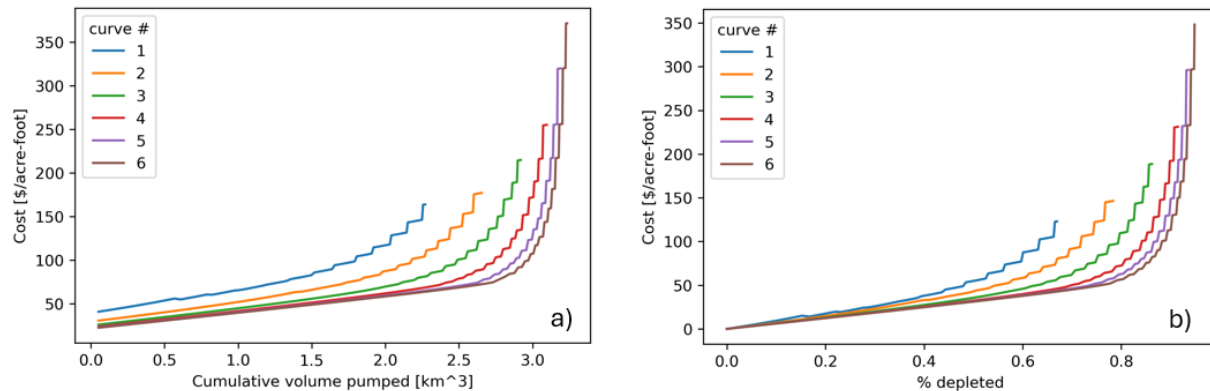 350
300
250
200
150
100
50
Cost [$/acre-foot]
curve #
1
2
3
4
5
6
a)
0.0 0.5 1.0 1.5 2.0 2.5 3.0
Cumulative volume pumped [km^3]
350
300
250
200
150
100
50
0
Cost [$/acre-foot]
curve #
1
2
3
4
5
6
b)
0.0 0.2 0.4 0.6 0.8
% depleted